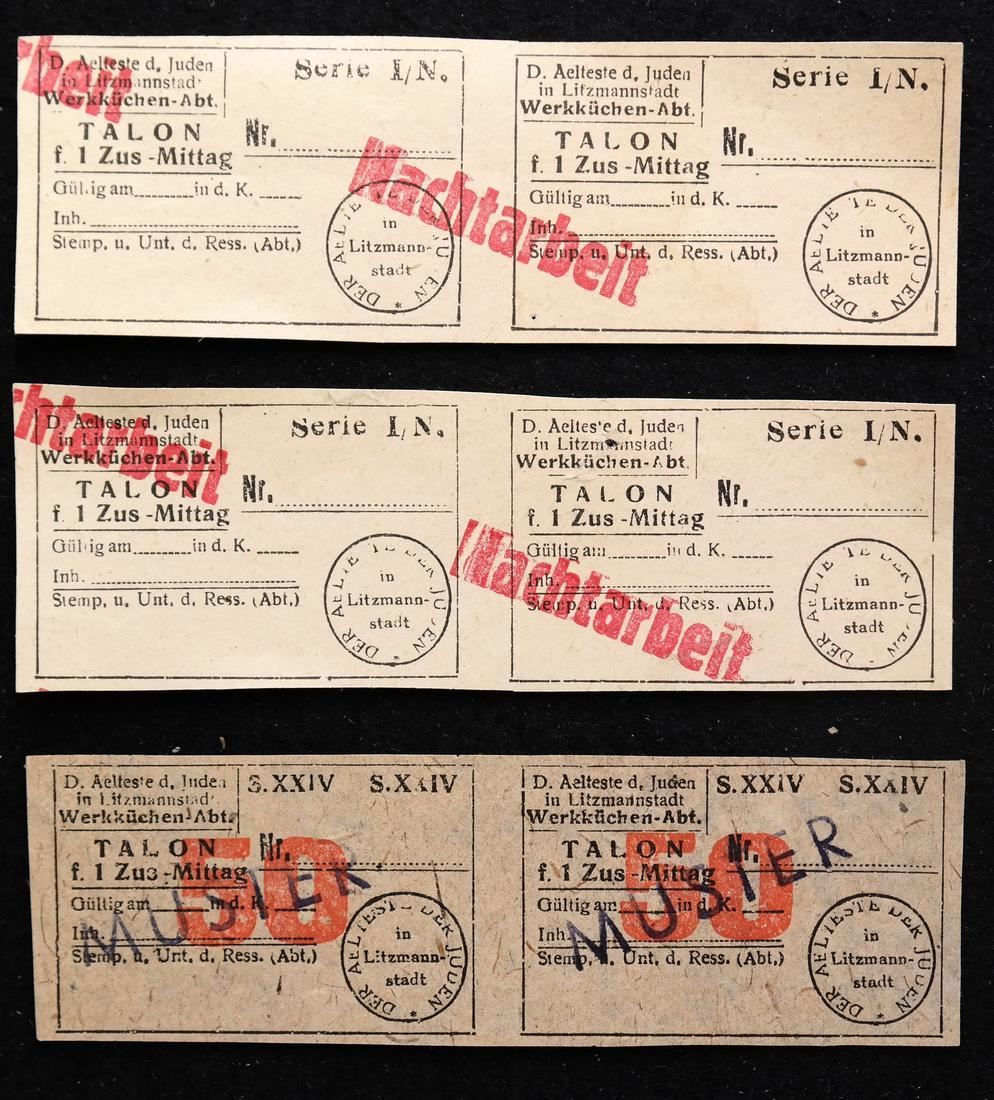 D. Aelteste d. Juden
in Litzmannstadt
Werkküchen-Abt.
Serie I/N.
TALON
Nr.
f. 1 Zus -Mittag
Gültig am in d. K.
Inh.
Stemp. u. Unt. d. Ress. (Abt.)
DER AELTESTE DER JUDEN
in
Litzmann-
stadt
*
Nachtarbeit
D. Aelteste d. Juden
in Litzmannstadt
Werkküchen-Abt.
Serie I/N.
TALON
Nr.
f. 1 Zus -Mittag
Gültig am in d. K.
Inh.
Stemp. u. Unt. d. Ress. (Abt.)
DER AELTESTE DER JUDEN
in
Litzmann-
stadt
*
D. Aelteste d. Juden
in Litzmannstadt
Werkküchen-Abt.
chtarbeit
Serie I/N.
TALON
Nr.
f. 1 Zus -Mittag
Gültig am in d. K.
Inh.
Stemp. u. Unt. d. Ress. (Abt.)
DER AELTESTE DER JUDEN
in
Litzmann-
stadt
*
Nachtarbeit
D. Aelteste d. Juden
in Litzmannstadt
Werkküchen-Abt.
Serie I/N.
TALON
Nr.
f. 1 Zus -Mittag
Gültig am in d. K.
Inh.
Stemp. u. Unt. d. Ress. (Abt.)
DER AELTESTE DER JUDEN
in
Litzmann-
stadt
*
D. Aelteste d. Juden
in Litzmannstadt
Werkküchen-Abt.
S.XXIV S.XXIV
TALON
Nr.
f. 1 Zus.-Mittag
50
MUSTER
Gültig am in d. K.
Inh.
Stemp. u. Unt. d. Ress. (Abt.)
DER AELTESTE DER JUDEN
in
Litzmann-
stadt
*
D. Aelteste d. Juden
in Litzmannstadt
Werkküchen-Abt.
S.XXIV S.XXIV
TALON
Nr.
f. 1 Zus.-Mittag
50
MUSTER
Gültig am in d. K.
Inh.
Stemp. u. Unt. d. Ress. (Abt.)
DER AELTESTE DER JUDEN
in
Litzmann-
stadt
*